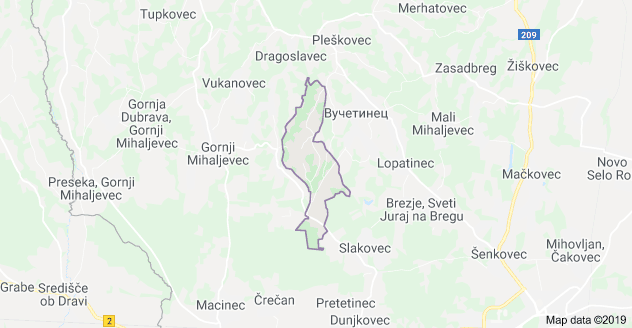 Tupkovec
Merhatovec
Pleškovec
209
Dragoslavec
Žiškovec
Zasadbreg
Vukanovec
Gornja
Dubrava,
Gornji
Mihaljevec
Вучетинец
Mali
Mihaljevec
Gornji
Mihaljevec
Lopatinec
Novo
Selo Ro
Mačkovec
Preseka, Gornji
Mihaljevec
Brezje, Sveti
Juraj na Bregu
Slakovec
Šenkovec
Mihovljan,
Čakovec
Grabe
Središče
ob Dravi
Macinec
Črečan
Pretetinec
2
Dunjkovec
Map data ©2019